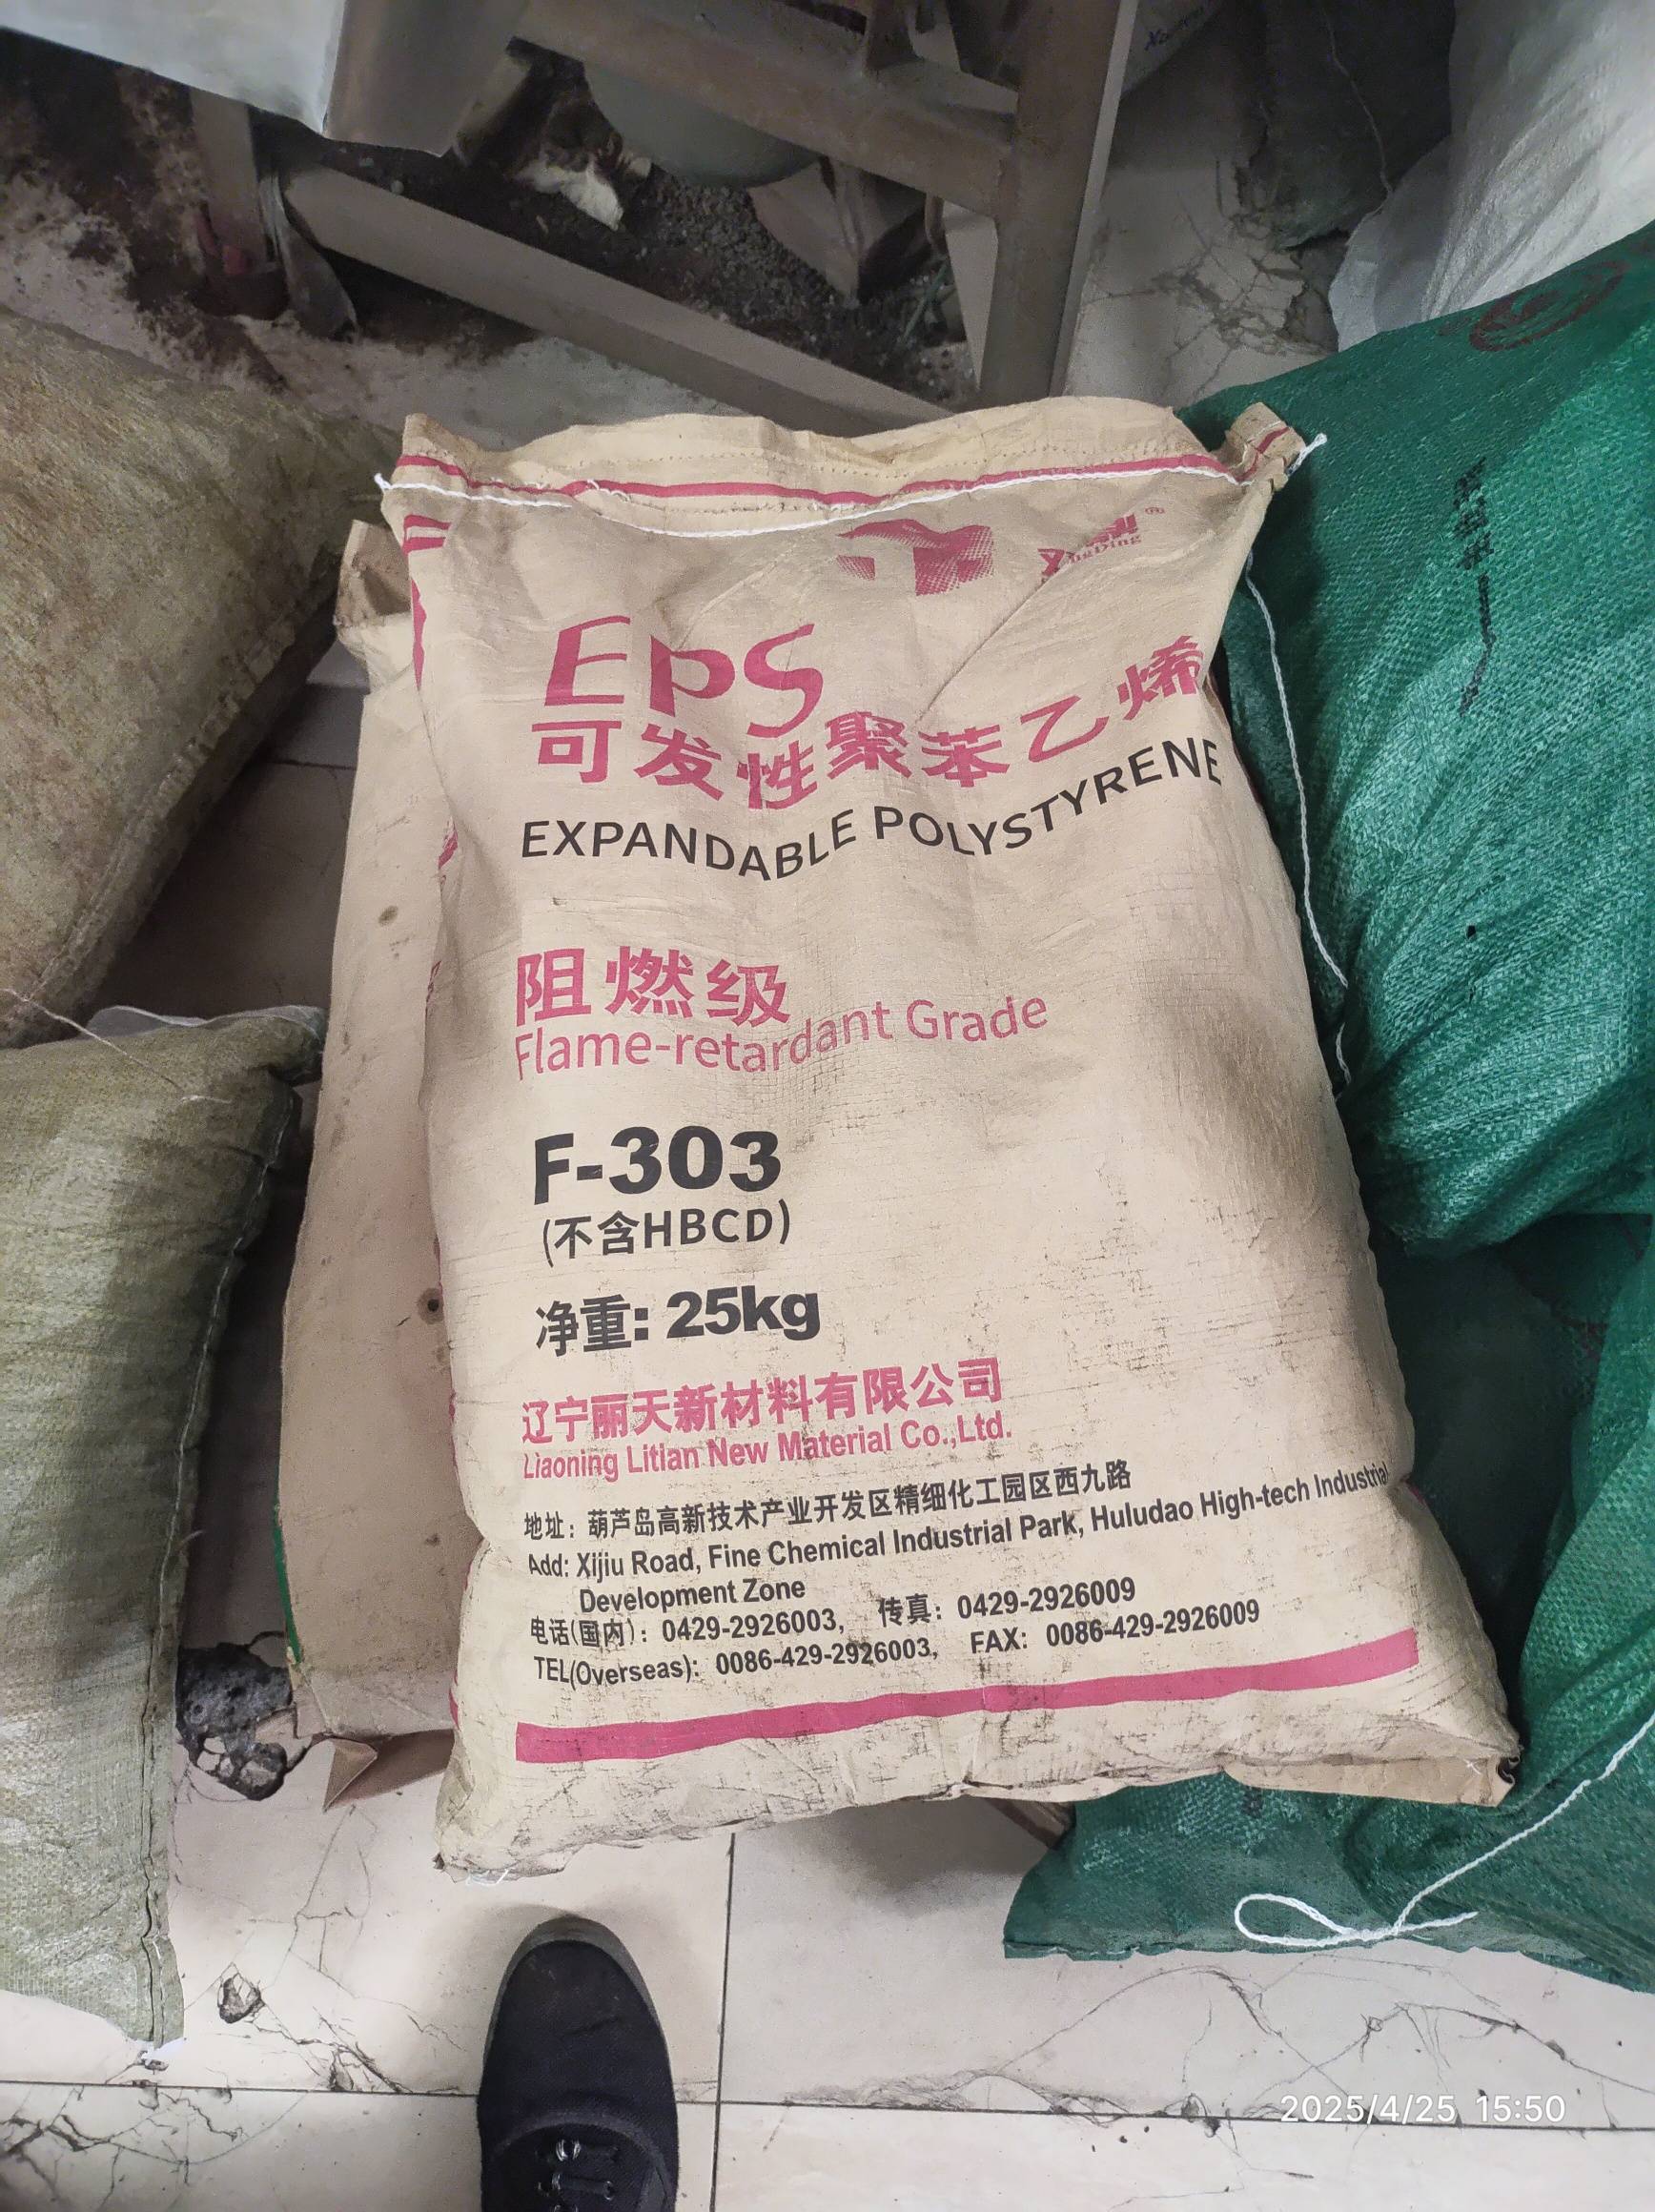 EPS
可发性聚苯乙烯
EXPANDABLE POLYSTYRENE
阻燃级
Flame-retardant Grade
F-303
(不含HBCD)
净重: 25kg
辽宁丽天新材料有限公司
Liaoning Litian New Material Co.,Ltd.
地址：葫芦岛高新技术产业开发区精细化工园区西九路
Add: Xijiu Road, Fine Chemical Industrial Park, Huludao High-tech Industrial
Development Zone
电话(国内)：0429-2926003, 传真：0429-2926009
TEL(Overseas): 0086-429-2926003, FAX: 0086-429-2926009
2025/4/25 15:50